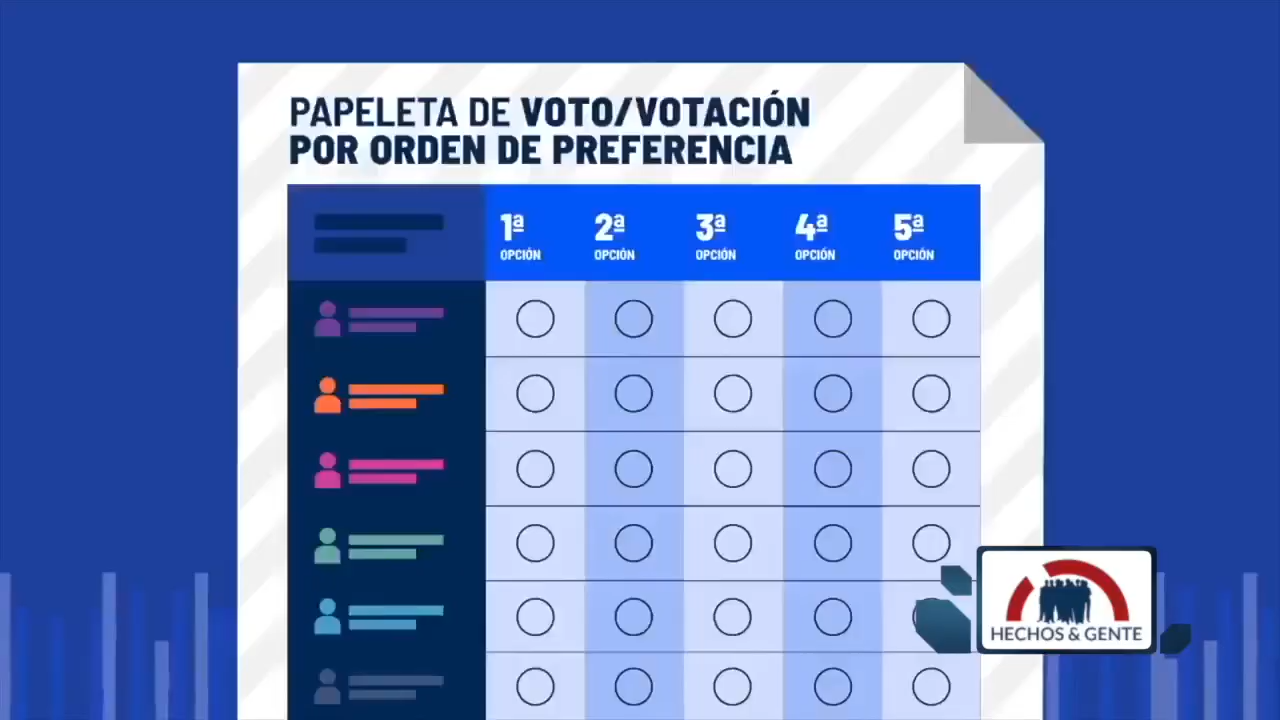 PAPELETA DE VOTO/VOTACIÓN
POR ORDEN DE PREFERENCIA
1ª 2ª 3ª 4ª 5ª
OPCIÓN OPCIÓN OPCIÓN OPCIÓN OPCIÓN
HECHOS & GENTE